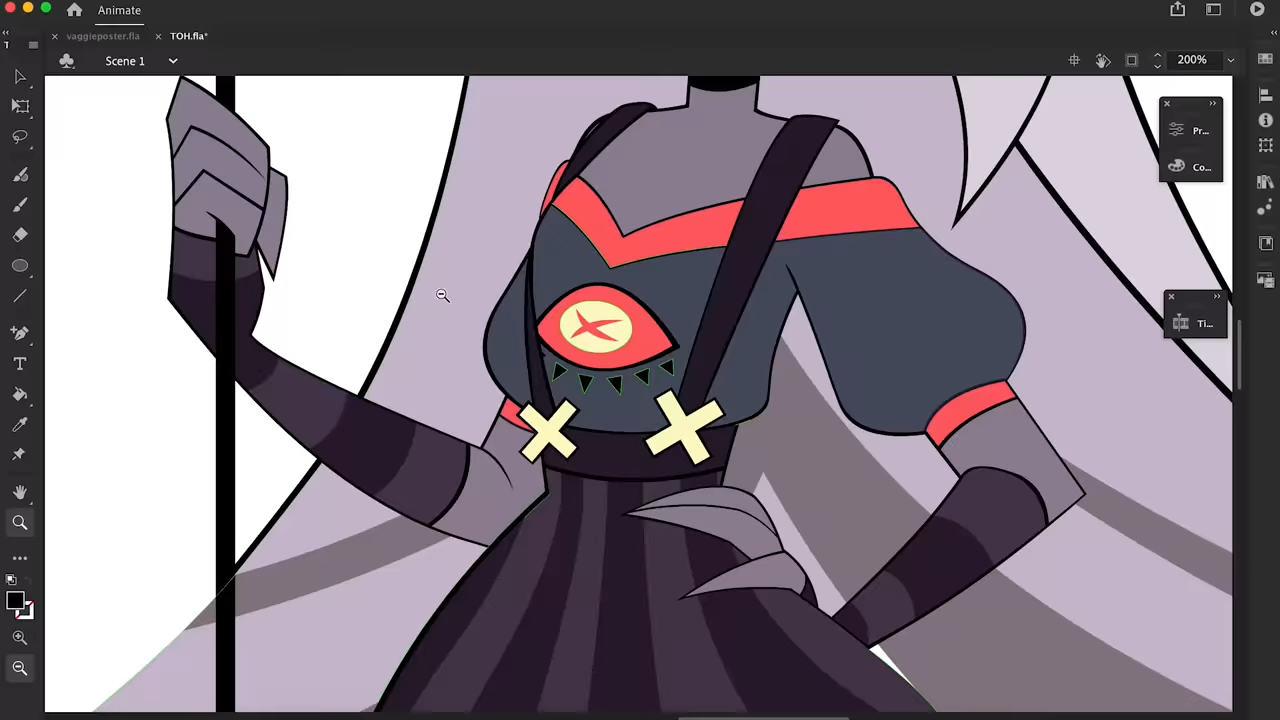 Animate
vaggieposter.fla
TOH.fla*
Scene 1
200%
Pr...
Co...
Ti...